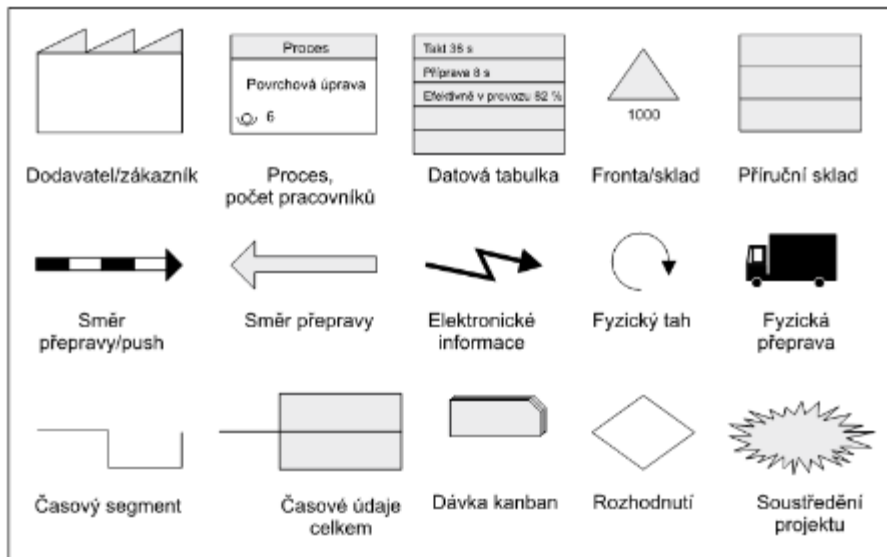 Proces
Povrchová úprava
6
Takt 36 s
Příprava 8 s
Efektivně v provozu 82 %
1000
Dodavatel/zákazník
Proces,
počet pracovníků
Datová tabulka
Fronta/sklad
Příruční sklad
Směr
přepravy/push
Směr přepravy
Elektronické
informace
Fyzický tah
Fyzická
přeprava
Časový segment
Časové údaje
celkem
Dávka kanban
Rozhodnutí
Soustředění
projektu